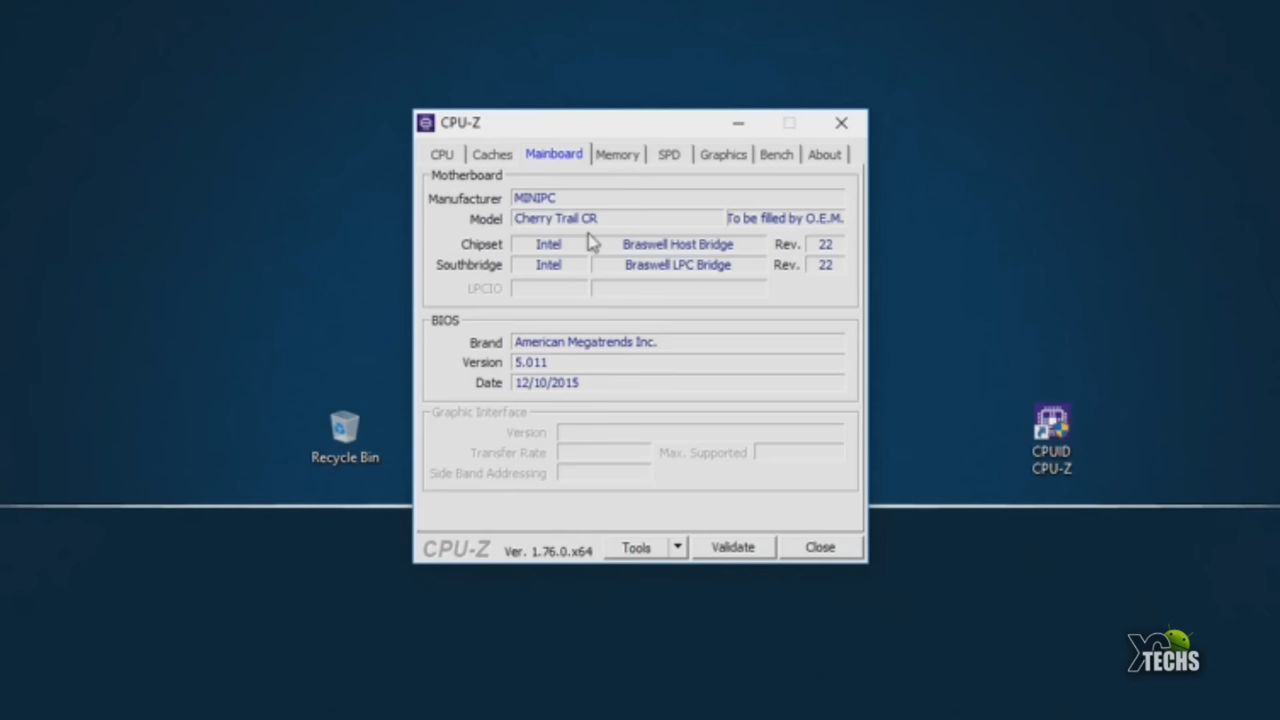 CPU-Z
CPU Caches Mainboard Memory SPD Graphics Bench About
Motherboard
Manufacturer MINIPC
Model Cherry Trail CR To be filled by O.E.M.
Chipset Intel Braswell Host Bridge Rev. 22
Southbridge Intel Braswell LPC Bridge Rev. 22
LPCIO
BIOS
Brand American Megatrends Inc.
Version 5.011
Date 12/10/2015
Graphic Interface
Version
Transfer Rate Max. Supported
Side Band Addressing
CPU-Z Ver. 1.76.0.x64 Tools Validate Close
Recycle Bin
CPUID
CPU-Z
TECHS